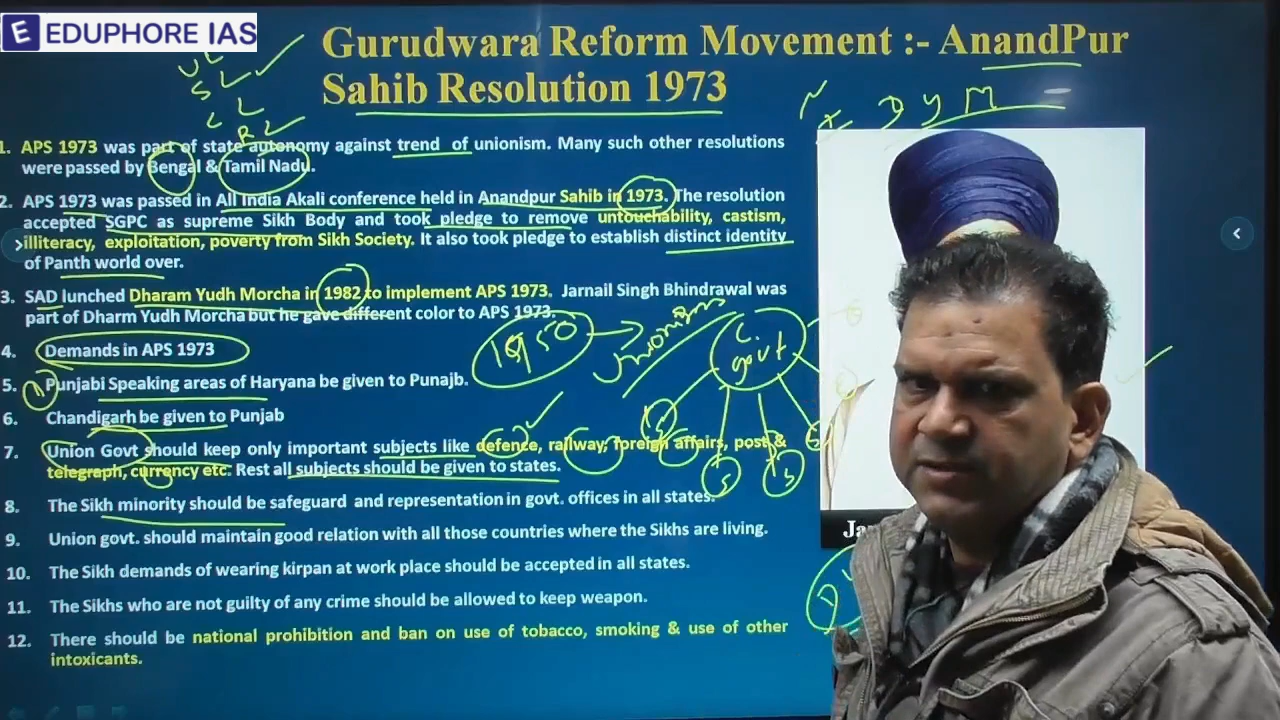 E EDUPHORE IAS
Gurudwara Reform Movement :- AnandPur
Sahib Resolution 1973
D Y M
1. APS 1973 was part of state autonomy against trend of unionism. Many such other resolutions
were passed by Bengal & Tamil Nadu.
2. APS 1973 was passed in All India Akali conference held in Anandpur Sahib in 1973. The resolution
accepted SGPC as supreme Sikh Body and took pledge to remove untouchability, castism,
illiteracy, exploitation, poverty from Sikh Society. It also took pledge to establish distinct identity
of Panth world over.
3. SAD lunched Dharam Yudh Morcha in 1982 to implement APS 1973. Jarnail Singh Bhindrawal was
part of Dharm Yudh Morcha but he gave different color to APS 1973.
1950
unionism
C. govt
4. Demands in APS 1973
5. Punjabi Speaking areas of Haryana be given to Punajb.
6. Chandigarh be given to Punjab
7. Union Govt should keep only important subjects like defence, railway, foreign affairs, post &
telegraph, currency etc. Rest all subjects should be given to states.
8. The Sikh minority should be safeguard and representation in govt. offices in all states.
9. Union govt. should maintain good relation with all those countries where the Sikhs are living.
10. The Sikh demands of wearing kirpan at work place should be accepted in all states.
11. The Sikhs who are not guilty of any crime should be allowed to keep weapon.
12. There should be national prohibition and ban on use of tobacco, smoking & use of other
intoxicants.